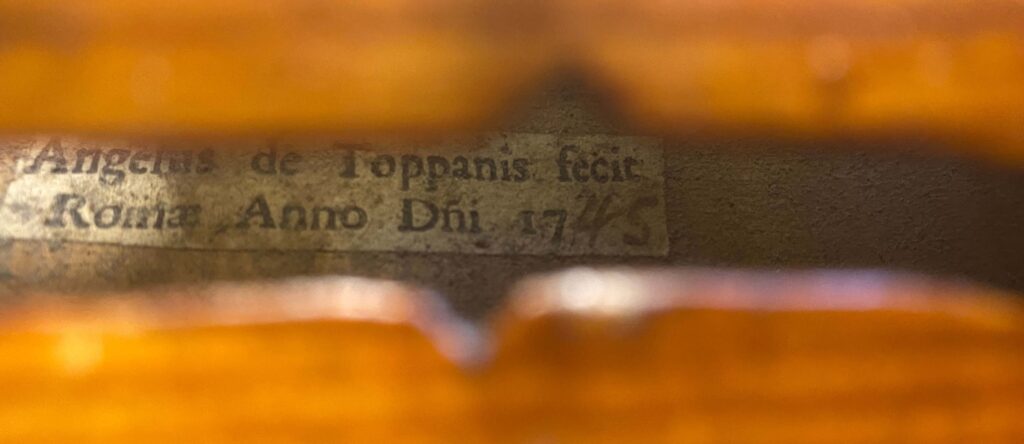 Angelus de Toppanis fecit
Romæ Anno Dñi 1745